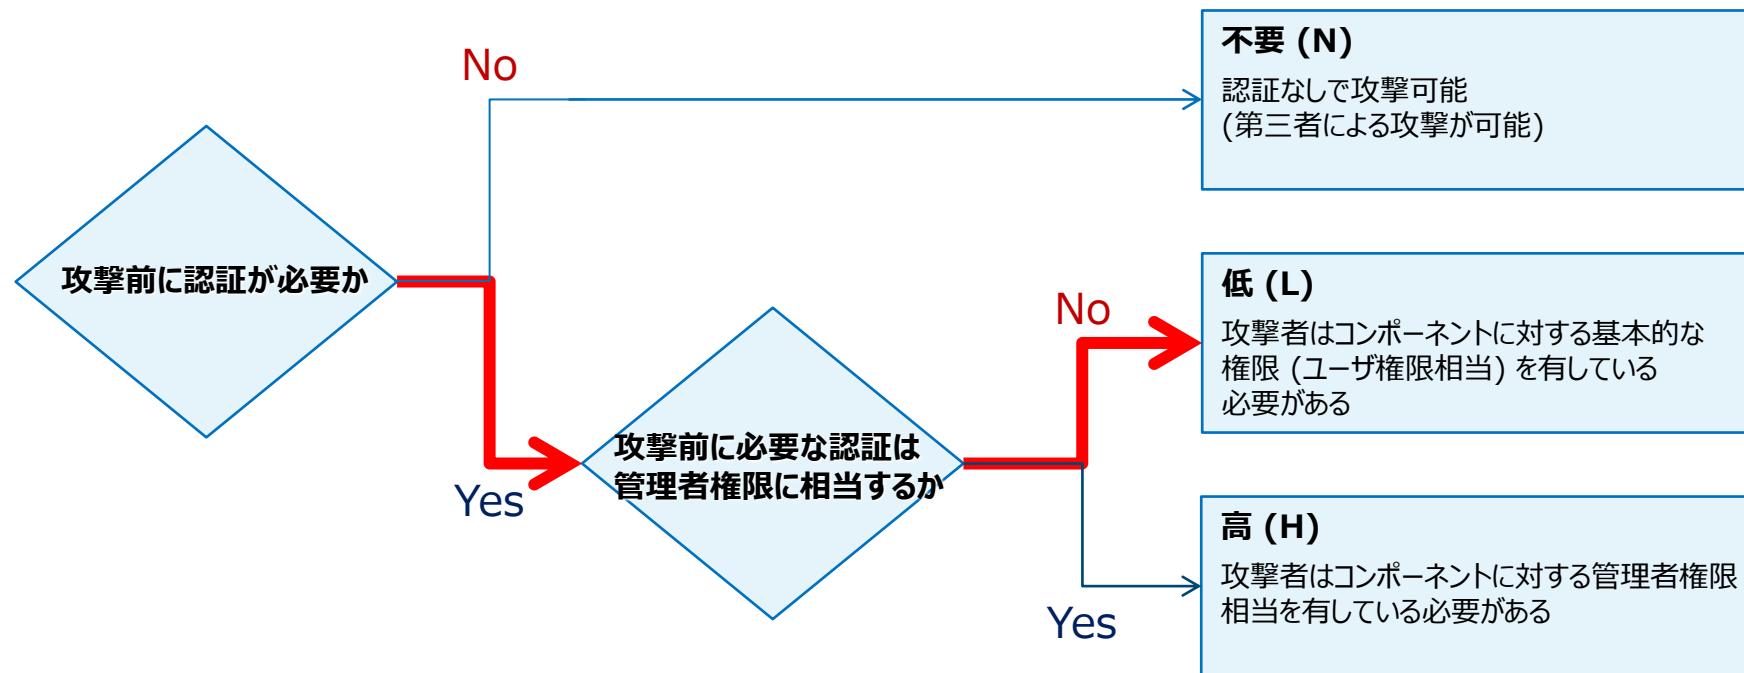 No
不要 (N)
認証なしで攻撃可能
(第三者による攻撃が可能)
攻撃前に認証が必要か
Yes
攻撃前に必要な認証は
管理者権限に相当するか
No
低 (L)
攻撃者はコンポーネントに対する基本的な
権限 (ユーザ権限相当) を有している
必要がある
Yes
高 (H)
攻撃者はコンポーネントに対する管理者権限
相当を有している必要がある